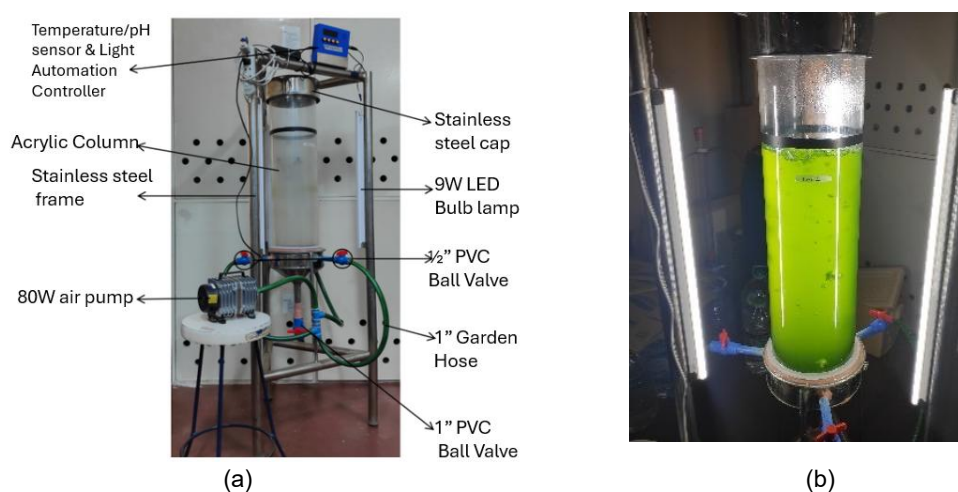 Temperature/pH
sensor & Light
Automation
Controller
Acrylic Column
Stainless steel
frame
80W air pump
Stainless
steel cap
9W LED
Bulb lamp
½” PVC
Ball Valve
1” Garden
Hose
1” PVC
Ball Valve
(a)
(b)